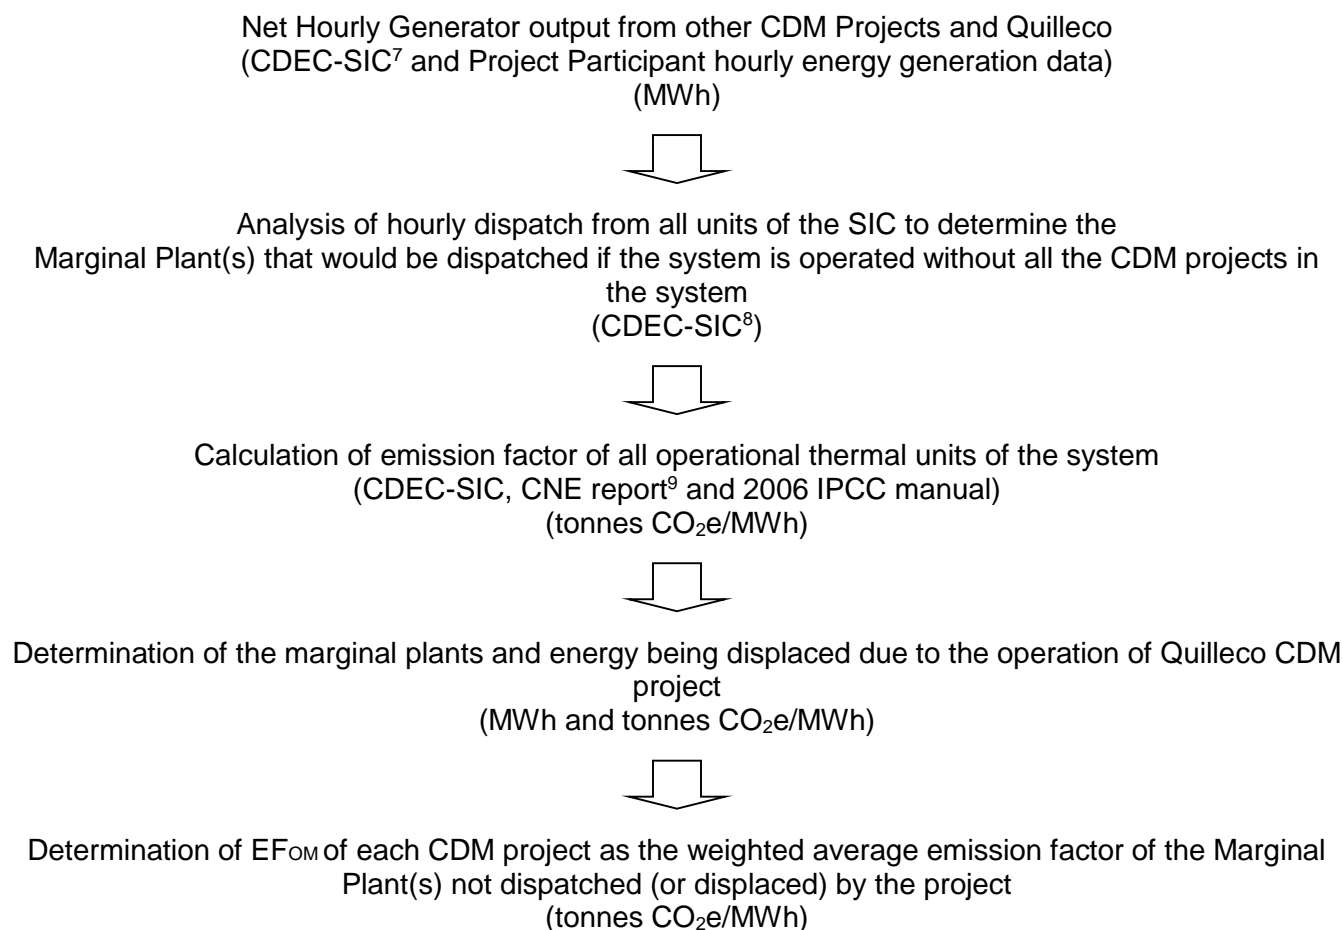 Net Hourly Generator output from other CDM Projects and Quilleco
(CDEC-SIC⁷ and Project Participant hourly energy generation data)
(MWh)
Analysis of hourly dispatch from all units of the SIC to determine the
Marginal Plant(s) that would be dispatched if the system is operated without all the CDM projects in
the system
(CDEC-SIC⁸)
Calculation of emission factor of all operational thermal units of the system
(CDEC-SIC, CNE report⁹ and 2006 IPCC manual)
(tonnes CO₂e/MWh)
Determination of the marginal plants and energy being displaced due to the operation of Quilleco CDM
project
(MWh and tonnes CO₂e/MWh)
Determination of EFOM of each CDM project as the weighted average emission factor of the Marginal
Plant(s) not dispatched (or displaced) by the project
(tonnes CO₂e/MWh)